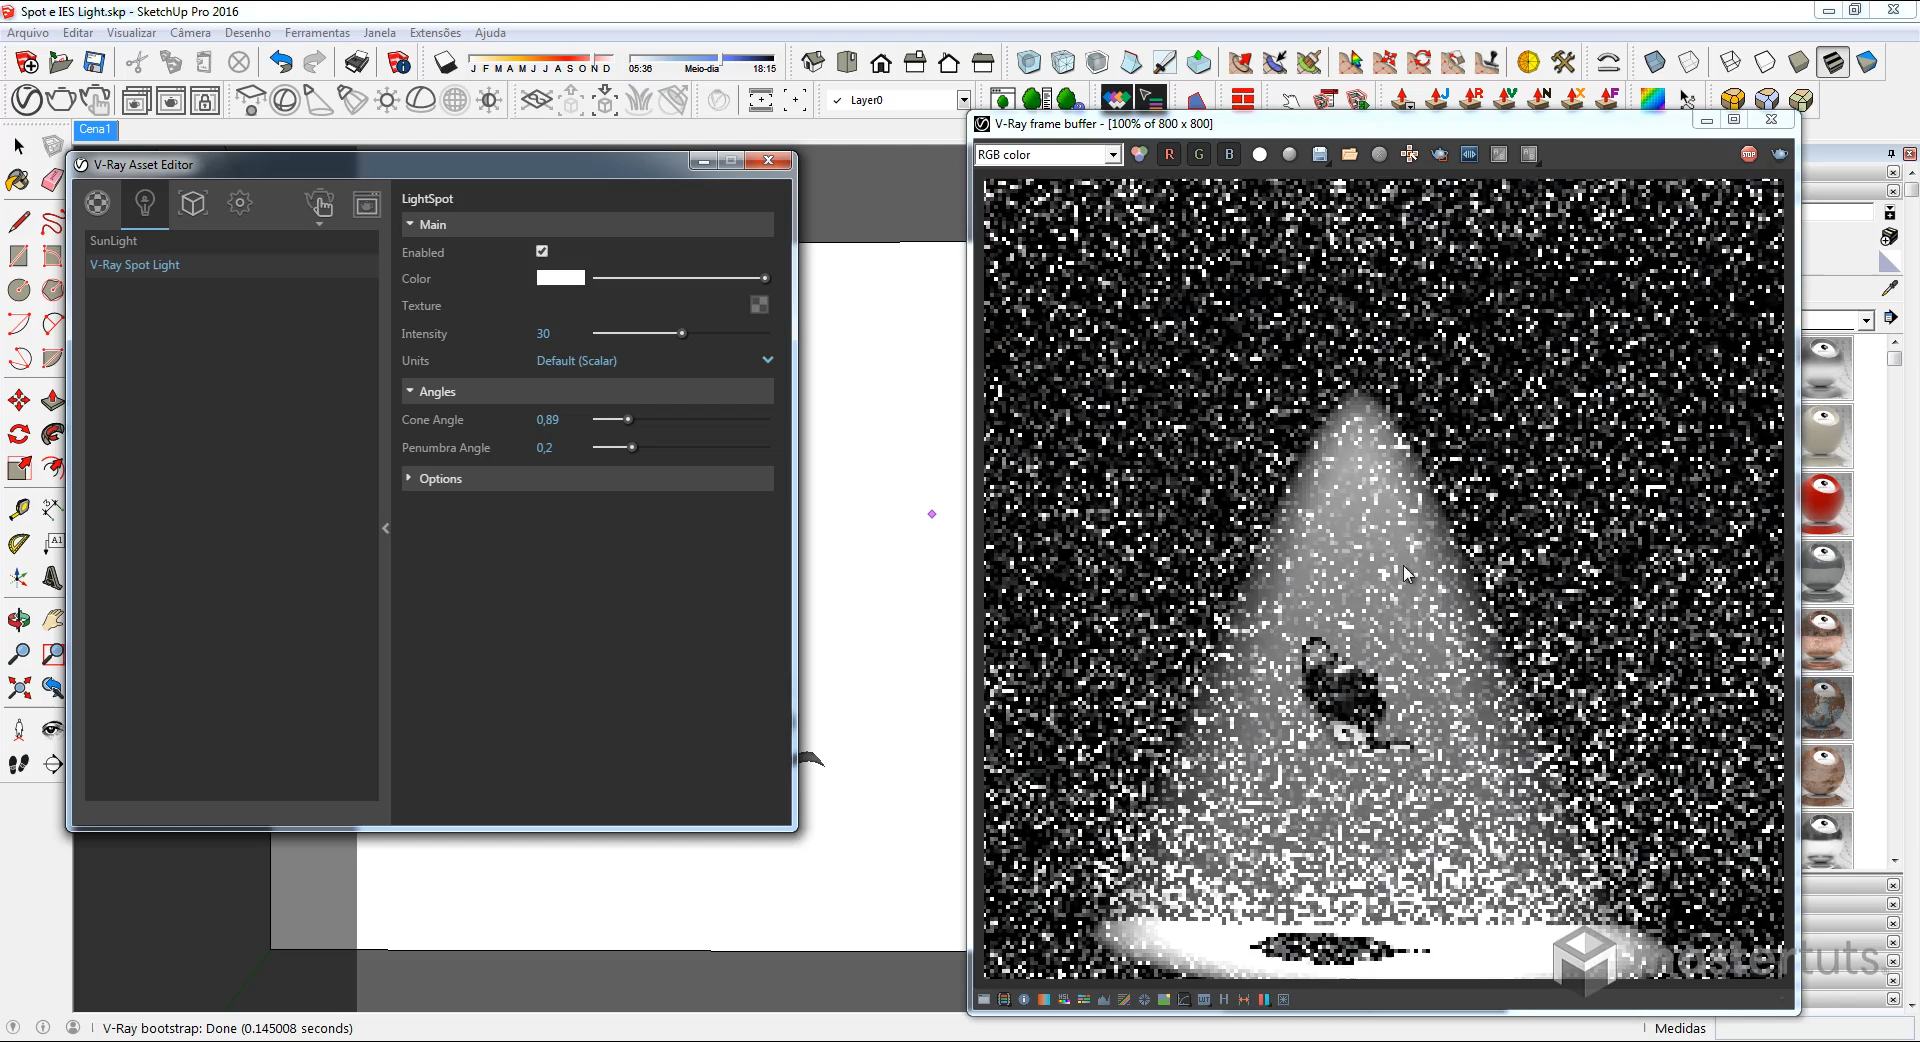 Spot e IES Light.skp - SketchUp Pro 2016
Arquivo Editar Visualizar Câmera Desenho Ferramentas Janela Extensões Ajuda
J F M A M J J A S O N D 05:36 Meio-dia 18:15
Layer0
Cena1
V-Ray Asset Editor
SunLight
V-Ray Spot Light
LightSpot
Main
Enabled
Color
Texture
Intensity 30
Units Default (Scalar)
Angles
Cone Angle 0,89
Penumbra Angle 0,2
Options
V-Ray frame buffer - [100% of 800 x 800]
RGB color
R G B
STOP
J R V N X F
A1
H
mastertuts
V-Ray bootstrap: Done (0.145008 seconds)
Medidas